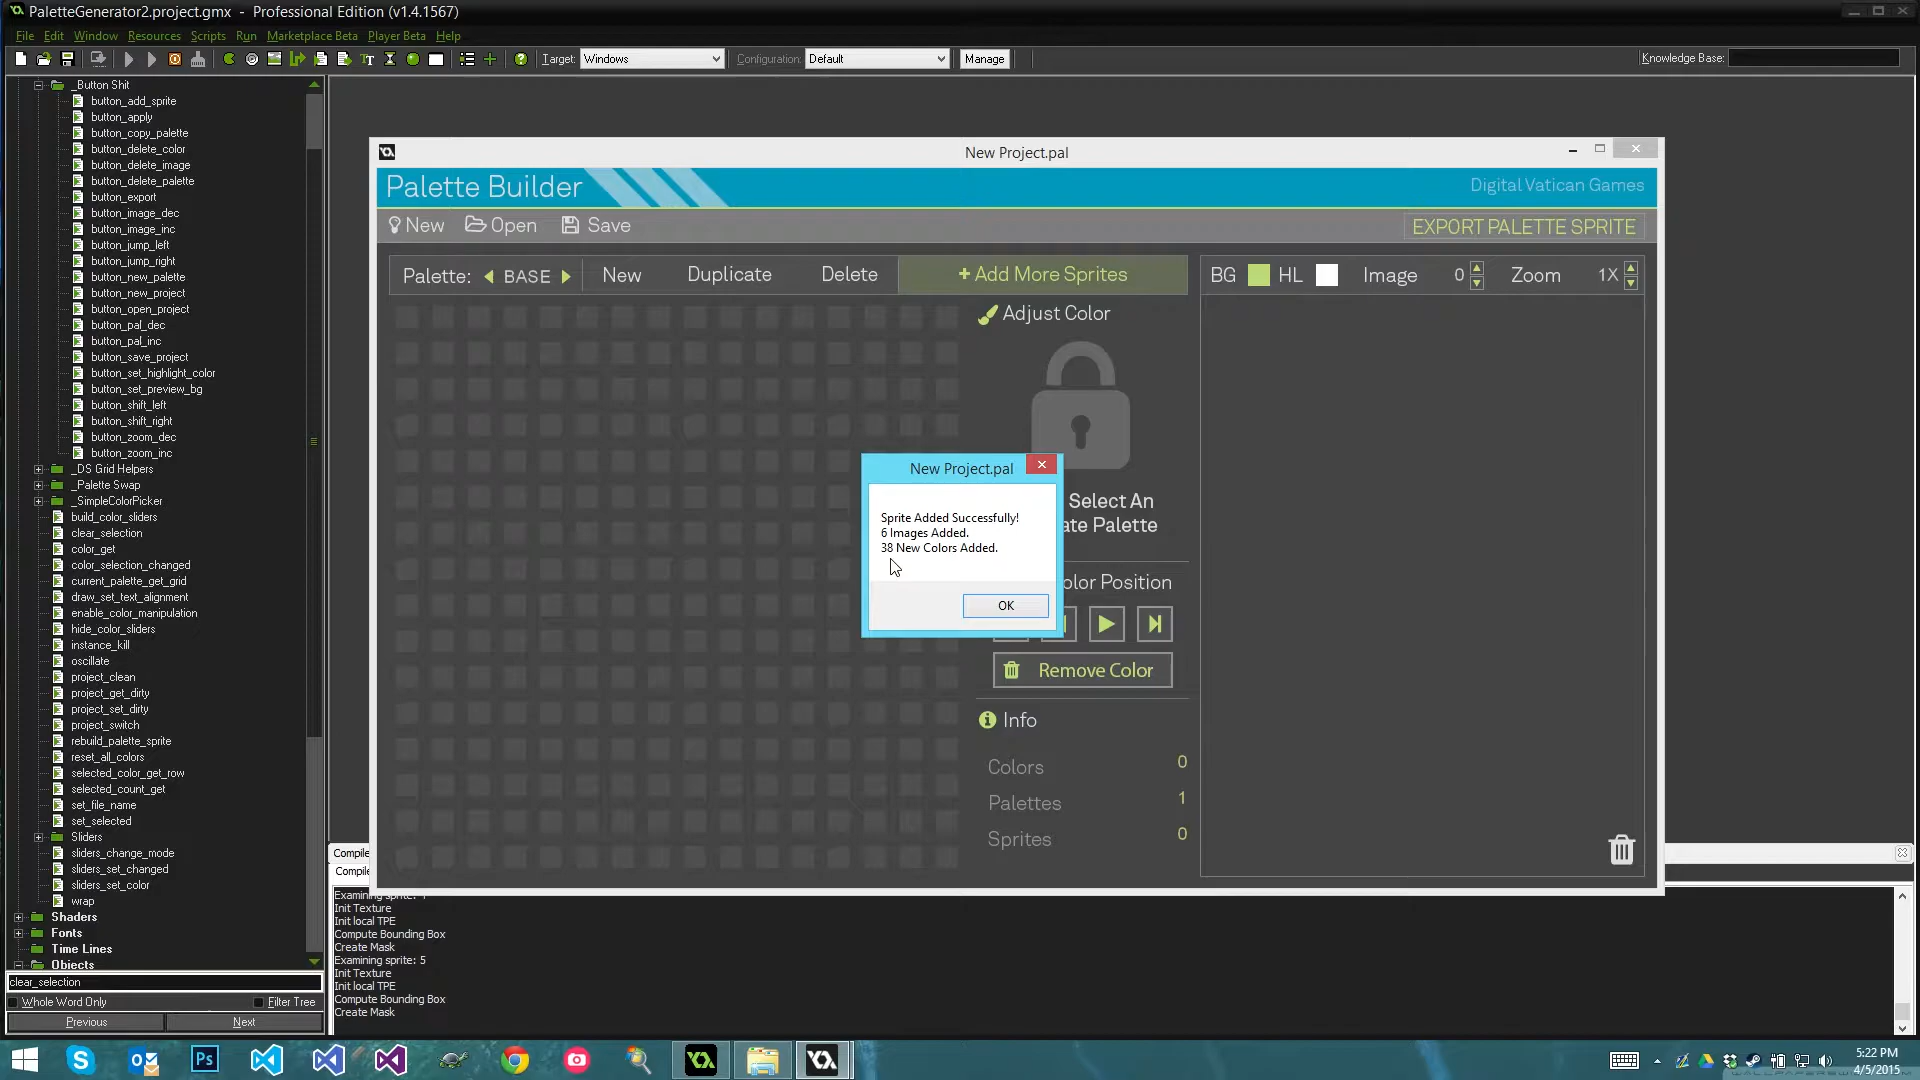 PaletteGenerator2.project.gmx - Professional Edition (v1.4.1567)
File Edit Window Resources Scripts Run Marketplace Beta Player Beta Help
Target: Windows Configuration: Default Manage Knowledge Base:
_Button Shit
button_add_sprite
button_apply
button_copy_palette
button_delete_color
button_delete_image
button_delete_palette
button_export
button_image_dec
button_image_inc
button_jump_left
button_jump_right
button_new_palette
button_new_project
button_open_project
button_pal_dec
button_pal_inc
button_save_project
button_set_highlight_color
button_set_preview_bg
button_shift_left
button_shift_right
button_zoom_dec
button_zoom_inc
_DS Grid Helpers
_Palette Swap
_SimpleColorPicker
build_color_sliders
clear_selection
color_get
color_selection_changed
current_palette_get_grid
draw_set_text_alignment
enable_color_manipulation
hide_color_sliders
instance_kill
oscillate
project_clean
project_get_dirty
project_set_dirty
project_switch
rebuild_palette_sprite
reset_all_colors
selected_color_get_row
selected_count_get
set_file_name
set_selected
Sliders
sliders_change_mode
sliders_set_changed
sliders_set_color
wrap
Shaders
Fonts
Time Lines
Objects
clear_selection
Whole Word Only Filter Tree
Previous Next
New Project.pal
Palette Builder Digital Vatican Games
New Open Save EXPORT PALETTE SPRITE
Palette: BASE New Duplicate Delete + Add More Sprites
BG HL Image 0 Zoom 1X
Adjust Color
Select An
ate Palette
olor Position
Remove Color
Info
Colors 0
Palettes 1
Sprites 0
New Project.pal
Sprite Added Successfully!
6 Images Added.
38 New Colors Added.
OK
Compile
Compile
Init Texture
Init local TPE
Compute Bounding Box
Create Mask
Examining sprite: 5
Init Texture
Init local TPE
Compute Bounding Box
Create Mask
5:22 PM
4/5/2015